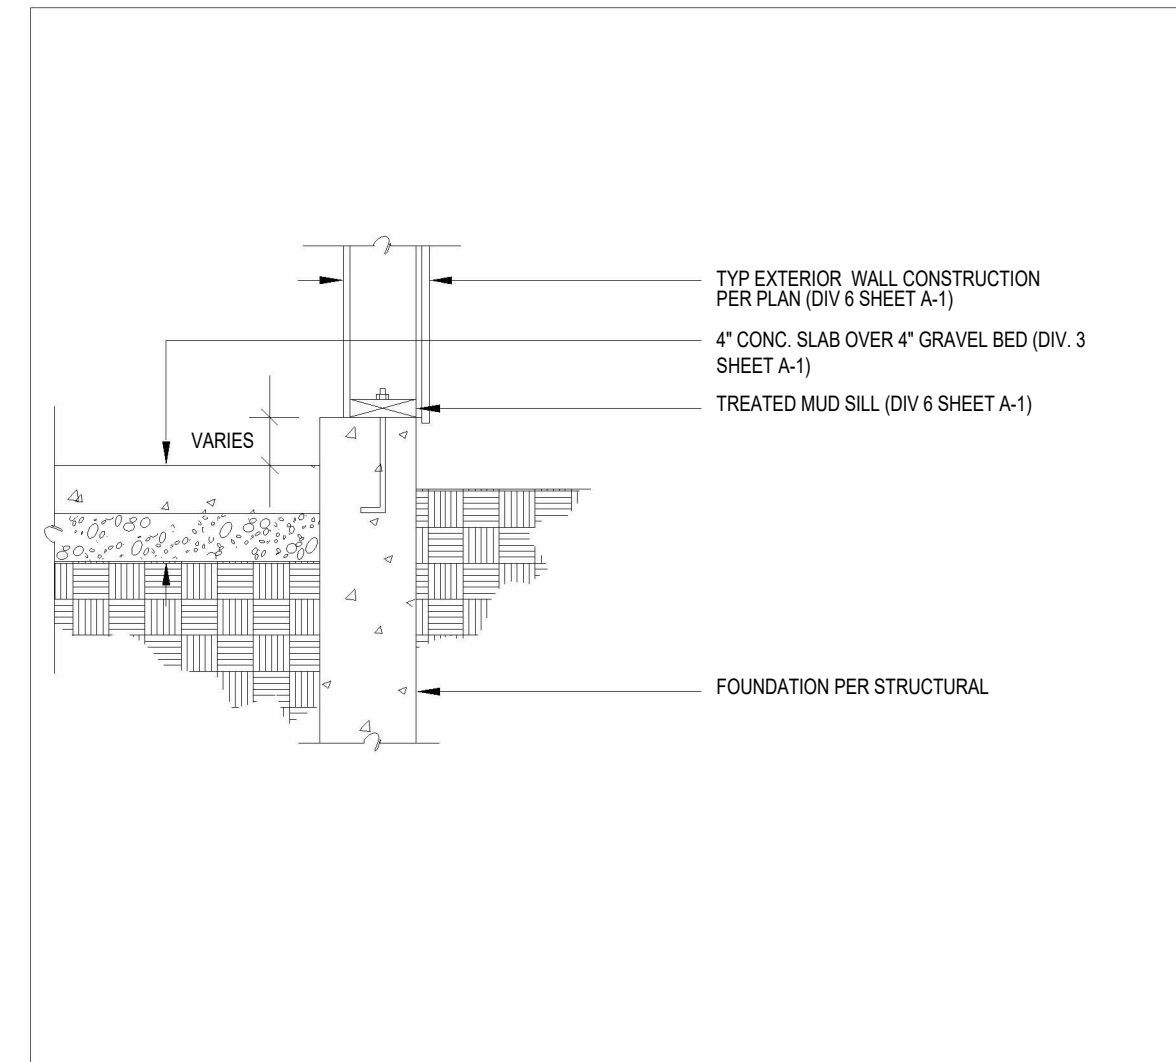 TYP EXTERIOR WALL CONSTRUCTION
PER PLAN (DIV 6 SHEET A-1)
4" CONC. SLAB OVER 4" GRAVEL BED (DIV. 3
SHEET A-1)
TREATED MUD SILL (DIV 6 SHEET A-1)
VARIES
FOUNDATION PER STRUCTURAL